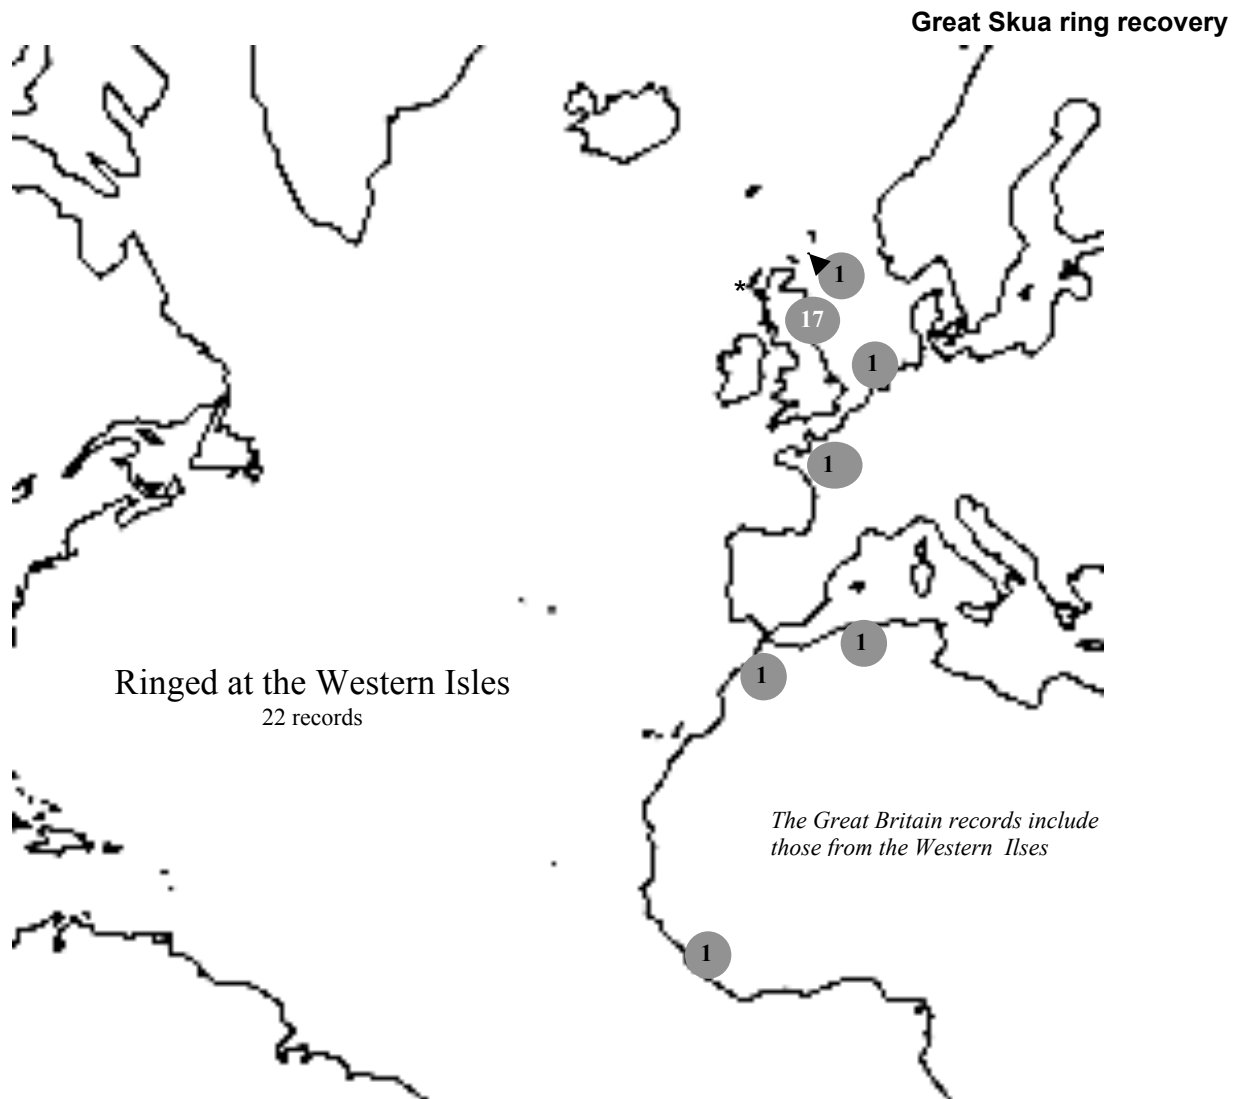 Great Skua ring recovery
*
1
17
1
1
1
1
Ringed at the Western Isles
22 records
The Great Britain records include
those from the Western Ilses
1